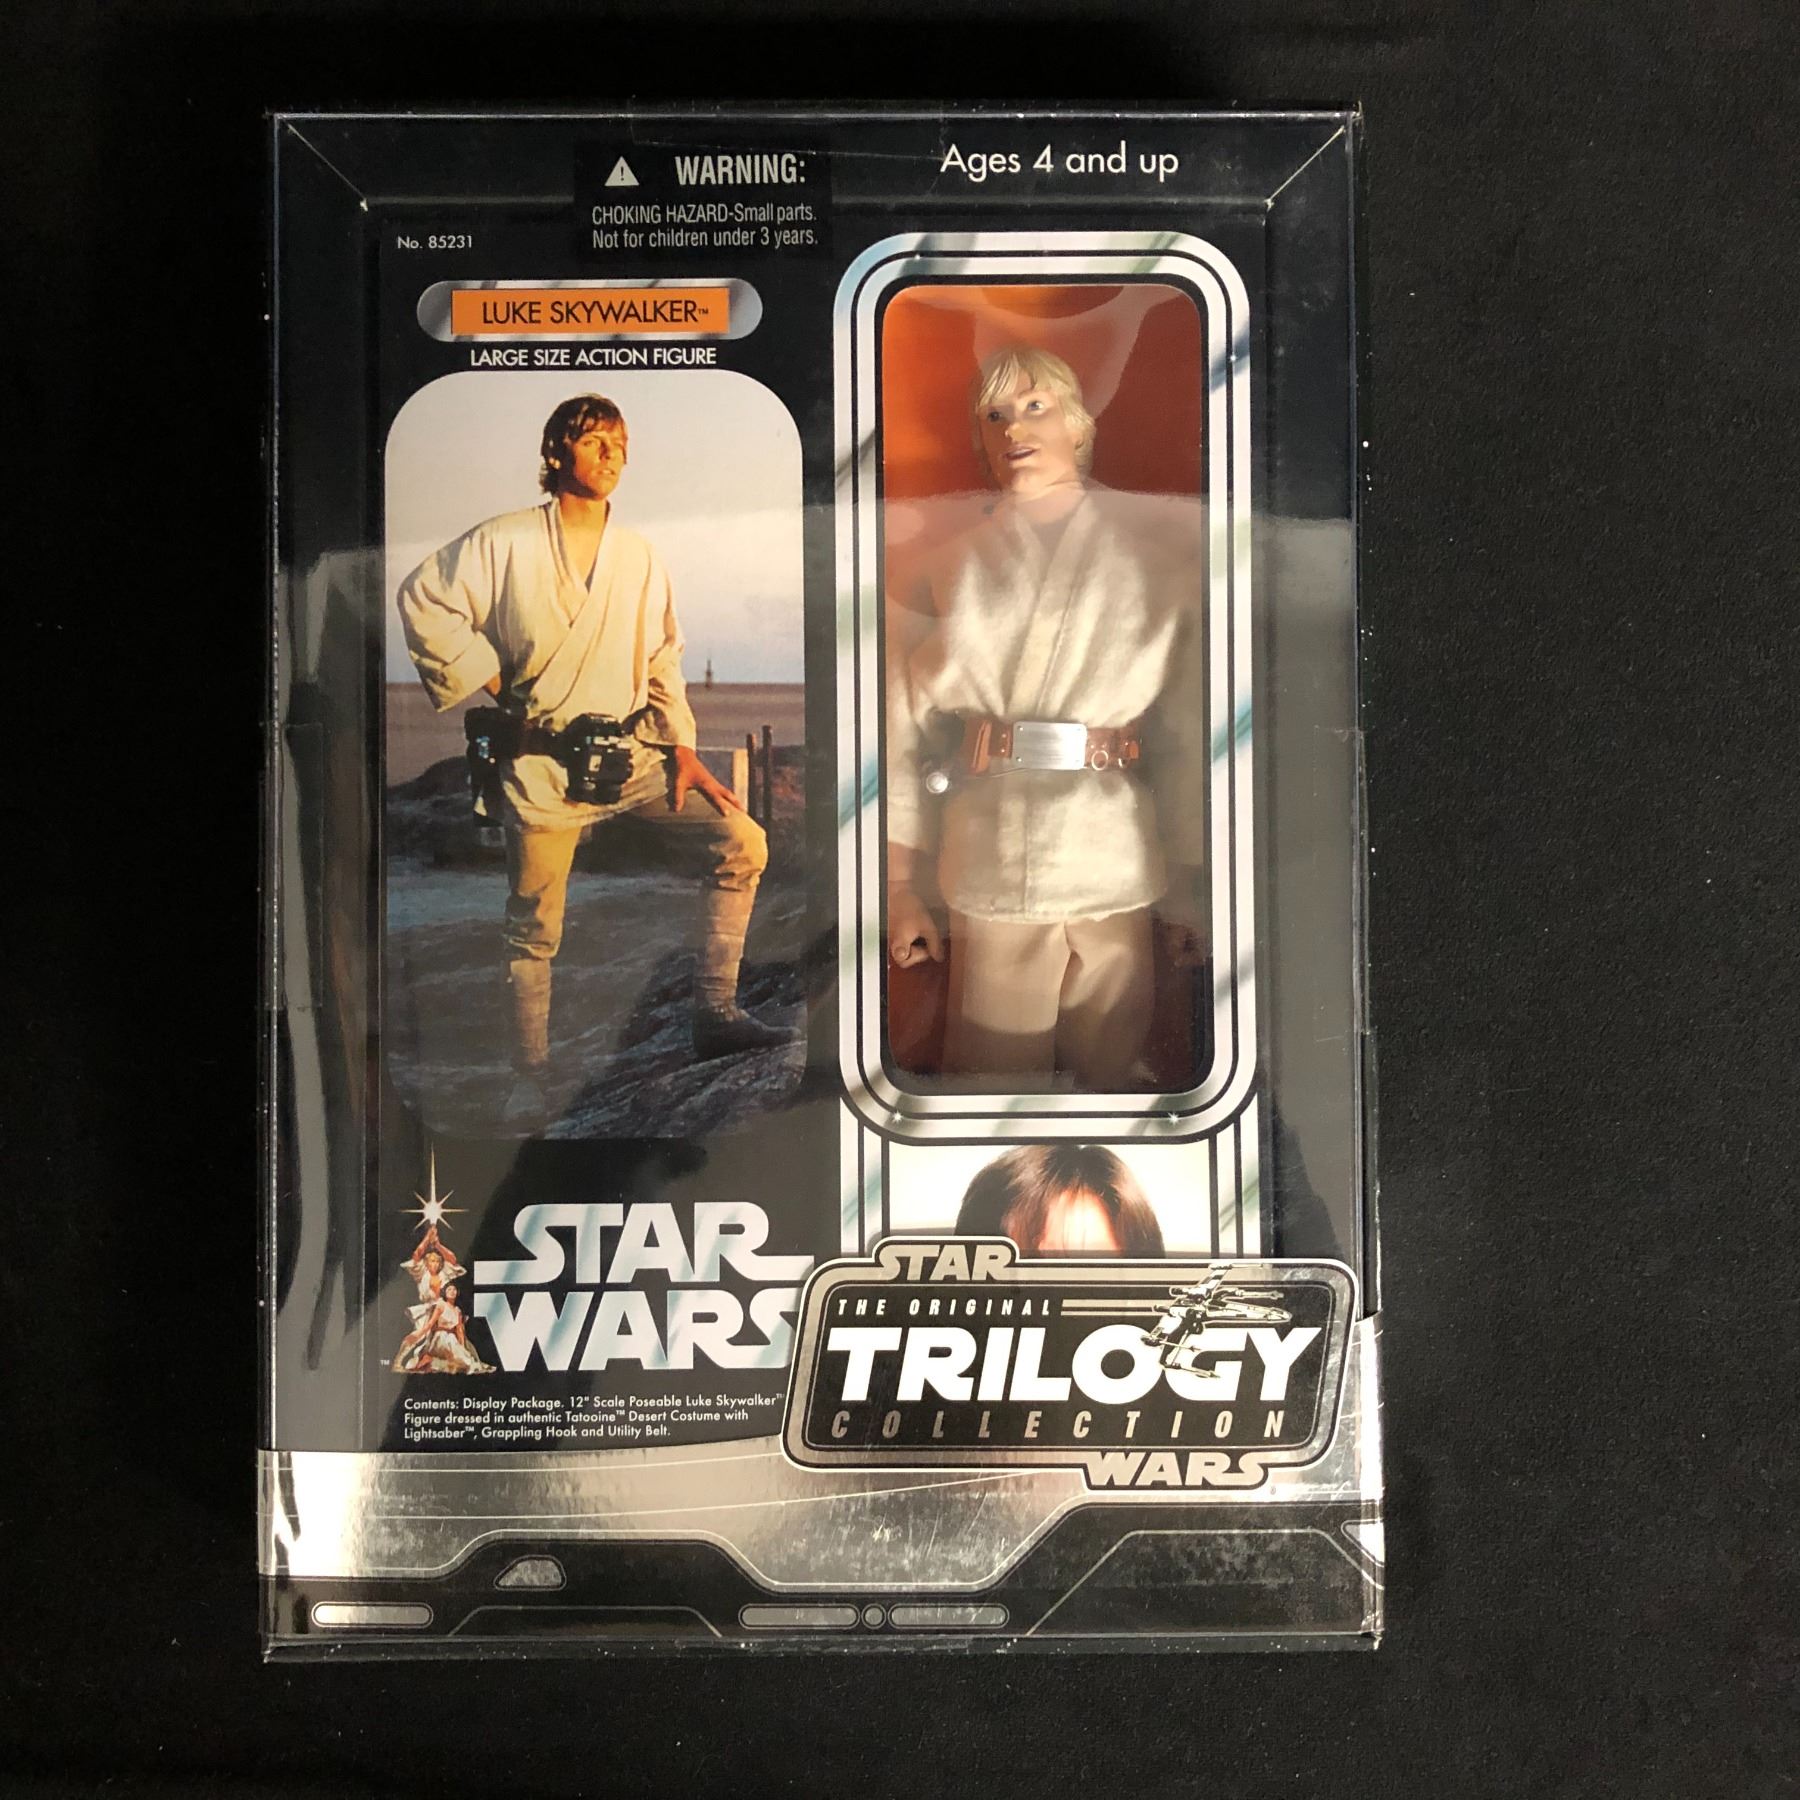 WARNING:
CHOKING HAZARD-Small parts.
Not for children under 3 years.
Ages 4 and up
No. 85231
LUKE SKYWALKER™
LARGE SIZE ACTION FIGURE
STAR
WARS
™
Contents: Display Package. 12" Scale Poseable Luke Skywalker™
Figure dressed in authentic Tatooine™ Desert Costume with
Lightsaber™, Grappling Hook and Utility Belt.
STAR
THE ORIGINAL
TRILOGY
COLLECTION
WARS